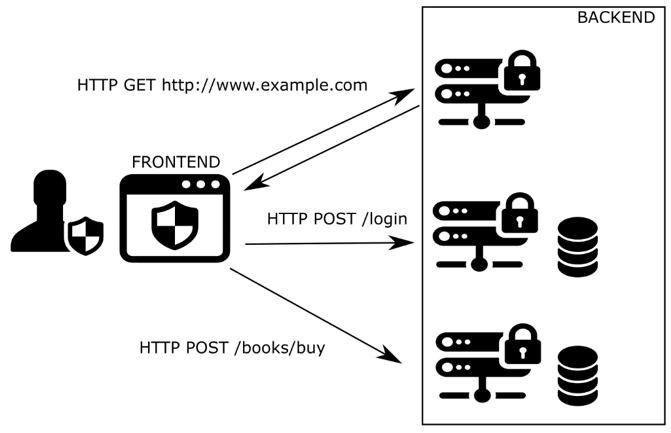 BACKEND
HTTP GET http://www.example.com
FRONTEND
HTTP POST /login
HTTP POST /books/buy